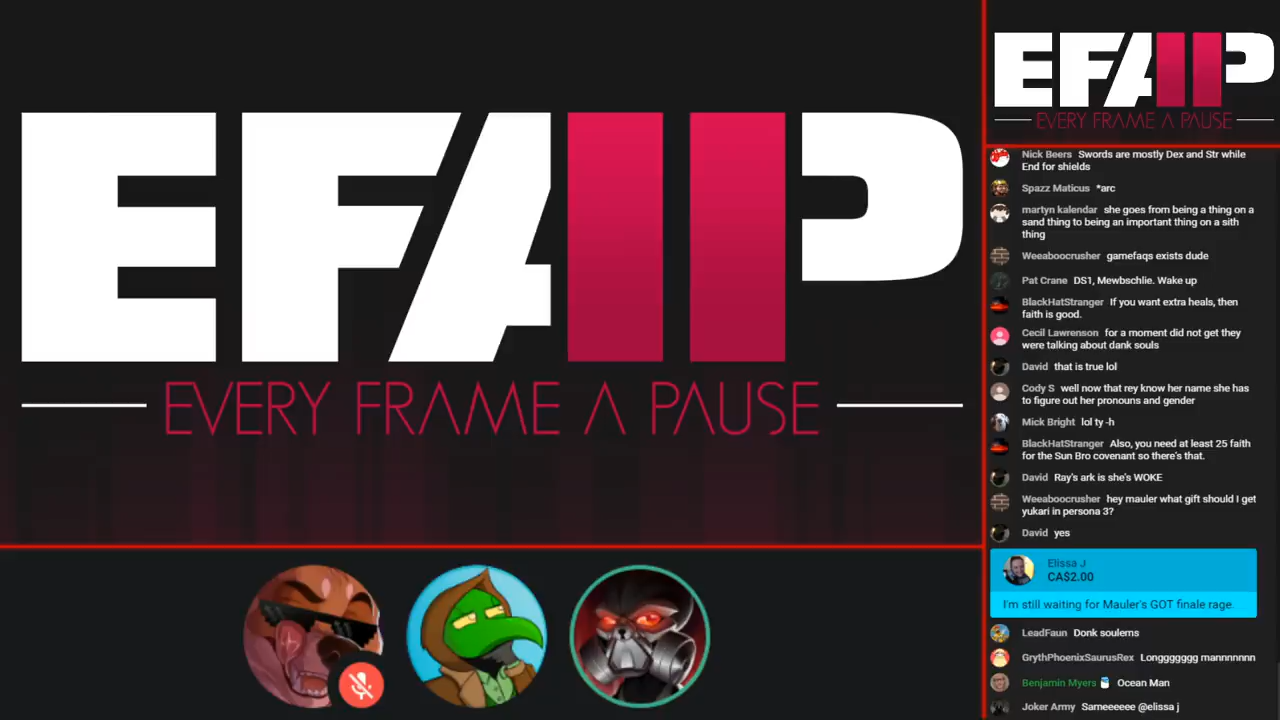 EFAP
EVERY FRAME A PAUSE
EFAP
EVERY FRAME A PAUSE
Nick Beers Swords are mostly Dex and Str while
End for shields
Spazz Maticus *arc
martyn kalendar she goes from being a thing on a
sand thing to being an important thing on a sith
thing
Weeaboocrusher gamefaqs exists dude
Pat Crane DS1, Mewbschlie. Wake up
BlackHatStranger If you want extra heals, then
faith is good.
Cecil Lawrenson for a moment did not get they
were talking about dank souls
David that is true lol
Cody S well now that rey know her name she has
to figure out her pronouns and gender
Mick Bright lol ty -h
BlackHatStranger Also, you need at least 25 faith
for the Sun Bro covenant so there's that.
David Ray's ark is she's WOKE
Weeaboocrusher hey mauler what gift should I get
yukari in persona 3?
David yes
Elissa J
CA$2.00
I'm still waiting for Mauler's GOT finale rage.
LeadFaun Donk soulems
GrythPhoenixSaurusRex Longggggg mannnnnnn
Benjamin Myers Ocean Man
Joker Army Sameeeeee @elissa j